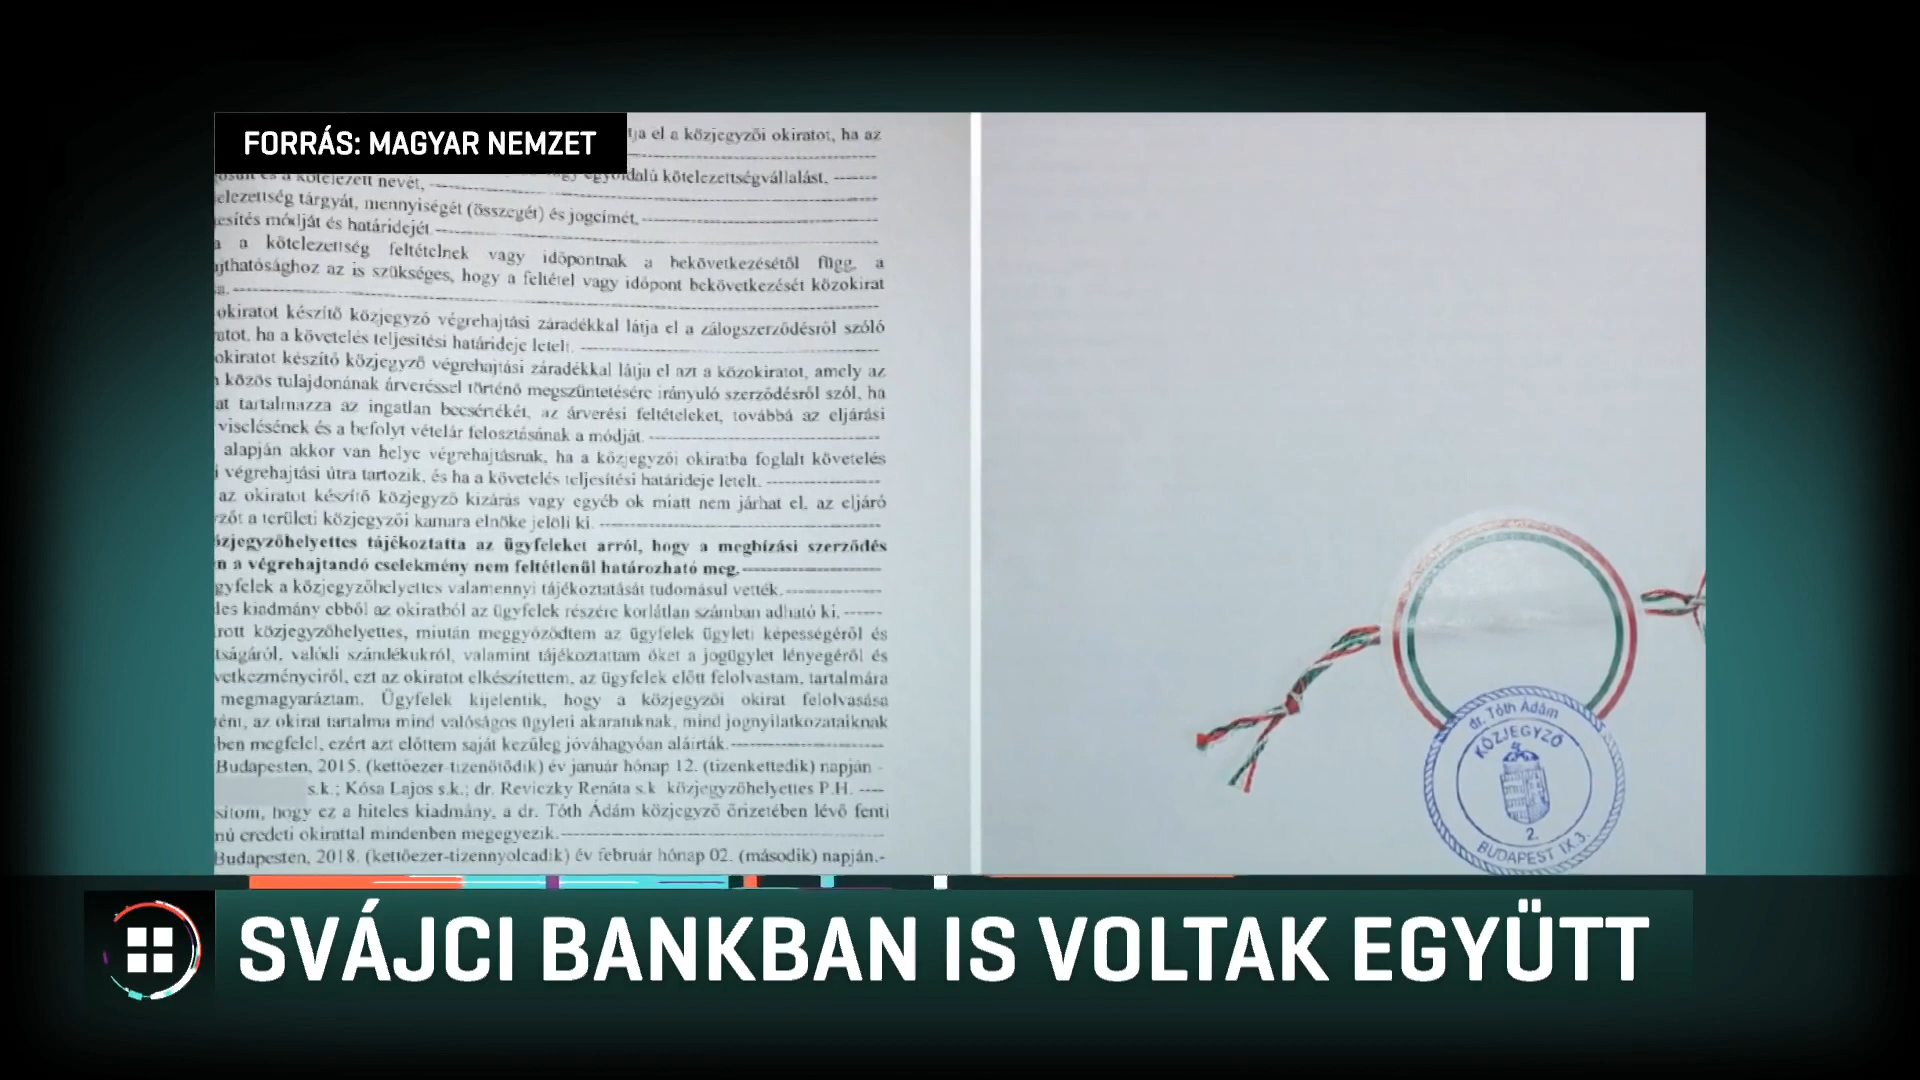 FORRÁS: MAGYAR NEMZET
tja el a közjegyzői okiratot, ha az
és a kötelezett nevét, egyoldalú kötelezettségvállalást,
elezettség tárgyát, mennyiségét (összegét) és jogcímét,
esítés módját és határidejét.
a a kötelezettség feltételnek vagy időpontnak a bekövetkezésétől függ, a
ajthatósághoz az is szükséges, hogy a feltétel vagy időpont bekövetkezését közokirat
a.
okiratot készítő közjegyző végrehajtási záradékkal látja el a zálogszerződésről szóló
ratot, ha a követelés teljesítési határideje letelt.
okiratot készítő közjegyző végrehajtási záradékkal látja el azt a közokiratot, amely az
n közös tulajdonának árveréssel történő megszüntetésére irányuló szerződésről szól, ha
at tartalmazza az ingatlan becsértékét, az árverési feltételeket, továbbá az eljárási
viselésének és a befolyt vételár felosztásának a módját.
alapján akkor van helye végrehajtásnak, ha a közjegyzői okiratba foglalt követelés
i végrehajtási útra tartozik, és ha a követelés teljesítési határideje letelt.
az okiratot készítő közjegyző kizárás vagy egyéb ok miatt nem járhat el, az eljáró
zőt a területi közjegyzői kamara elnöke jelöli ki.
özjegyzőhelyettes tájékoztatta az ügyfeleket arról, hogy a megbízási szerződés
n a végrehajtandó cselekmény nem feltétlenül határozható meg.
gyfelek a közjegyzőhelyettes valamennyi tájékoztatását tudomásul vették.
les kiadmány ebből az okiratból az ügyfelek részére korlátlan számban adható ki.
rott közjegyzőhelyettes, miután meggyőződtem az ügyfelek ügyleti képességéről és
tságáról, valódi szándékukról, valamint tájékoztattam őket a jogügylet lényegéről és
vetkezményeiről, ezt az okiratot elkészítettem, az ügyfelek előtt felolvastam, tartalmára
megmagyaráztam. Ügyfelek kijelentik, hogy a közjegyzői okirat felolvasása
tént, az okirat tartalma mind valóságos ügyleti akaratuknak, mind jognyilatkozataiknak
ben megfelel, ezért azt előttem saját kezűleg jóváhagyóan aláírták.
Budapesten, 2015. (kettőezer-tizenötödik) év január hónap 12. (tizenkettedik) napján -
s.k.; Kósa Lajos s.k.; dr. Reviczky Renáta s.k közjegyzőhelyettes P.H. ----
sítom, hogy ez a hiteles kiadmány, a dr. Tóth Ádám közjegyző őrizetében lévő fenti
mú eredeti okirattal mindenben megegyezik.
Budapesten, 2018. (kettőezer-tizennyolcadik) év február hónap 02. (második) napján.-
dr. Tóth Ádám
KÖZJEGYZŐ
2.
BUDAPEST IX.3.
SVÁJCI BANKBAN IS VOLTAK EGYÜTT